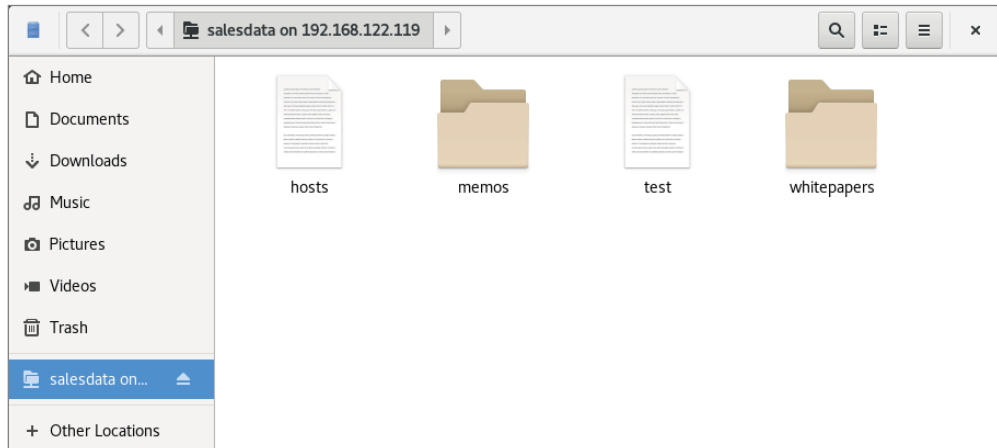 salesdata on 192.168.122.119
Home
Documents
Downloads
Music
Pictures
Videos
Trash
salesdata on...
Other Locations
hosts
memos
test
whitepapers